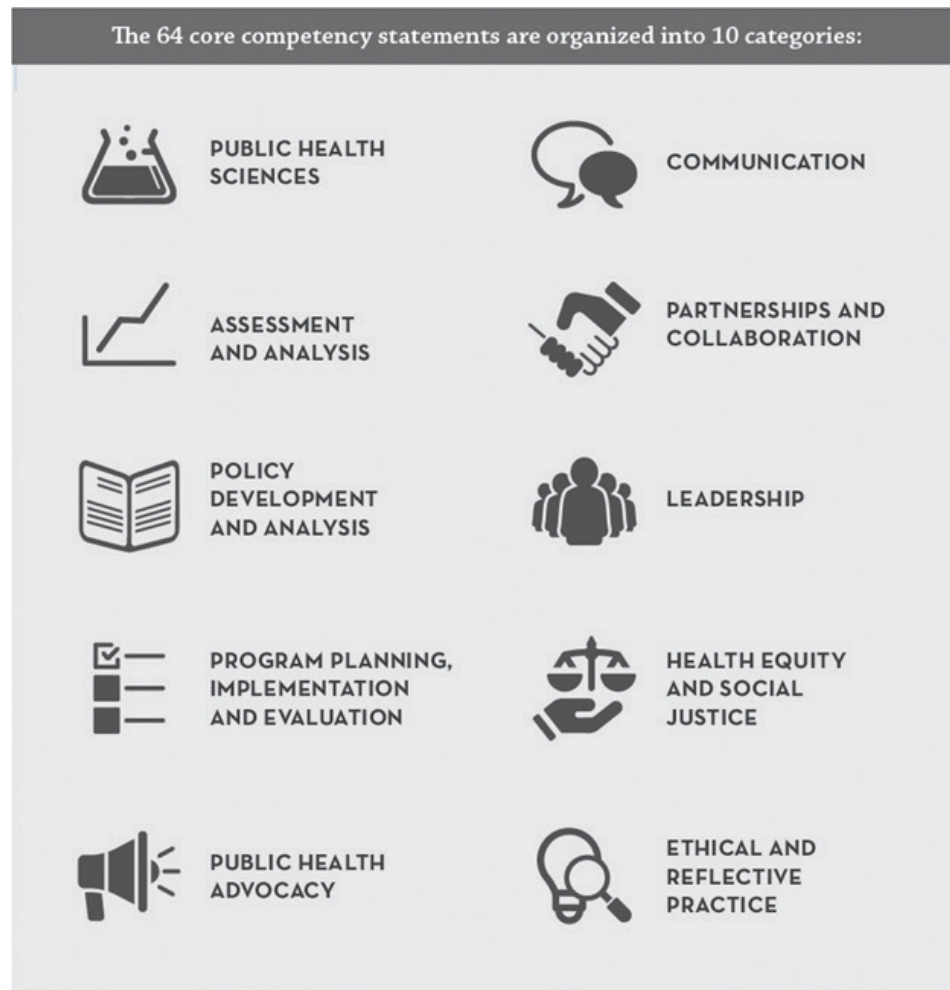 The 64 core competency statements are organized into 10 categories:
PUBLIC HEALTH
SCIENCES
COMMUNICATION
ASSESSMENT
AND ANALYSIS
PARTNERSHIPS AND
COLLABORATION
POLICY
DEVELOPMENT
AND ANALYSIS
LEADERSHIP
PROGRAM PLANNING,
IMPLEMENTATION
AND EVALUATION
HEALTH EQUITY
AND SOCIAL
JUSTICE
PUBLIC HEALTH
ADVOCACY
ETHICAL AND
REFLECTIVE
PRACTICE